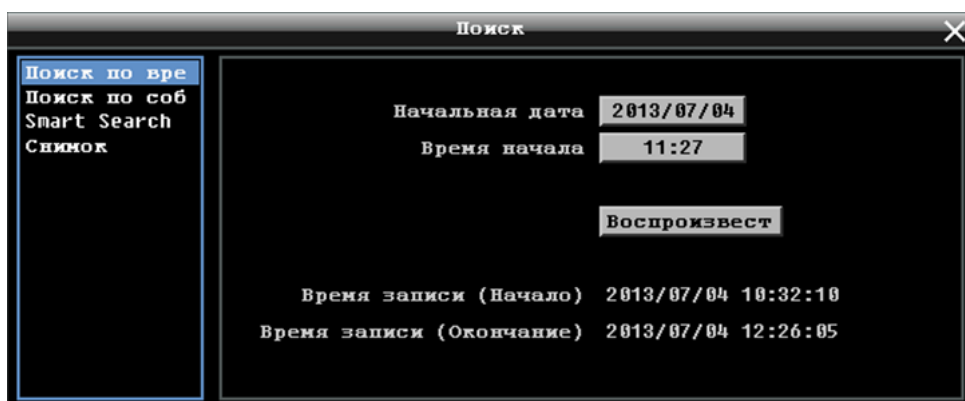 Поиск
Поиск по вре
Поиск по соб
Smart Search
Снимок
Начальная дата 2013/07/04
Время начала 11:27
Воспроизвест
Время записи (Начало) 2013/07/04 10:32:10
Время записи (Окончание) 2013/07/04 12:26:05